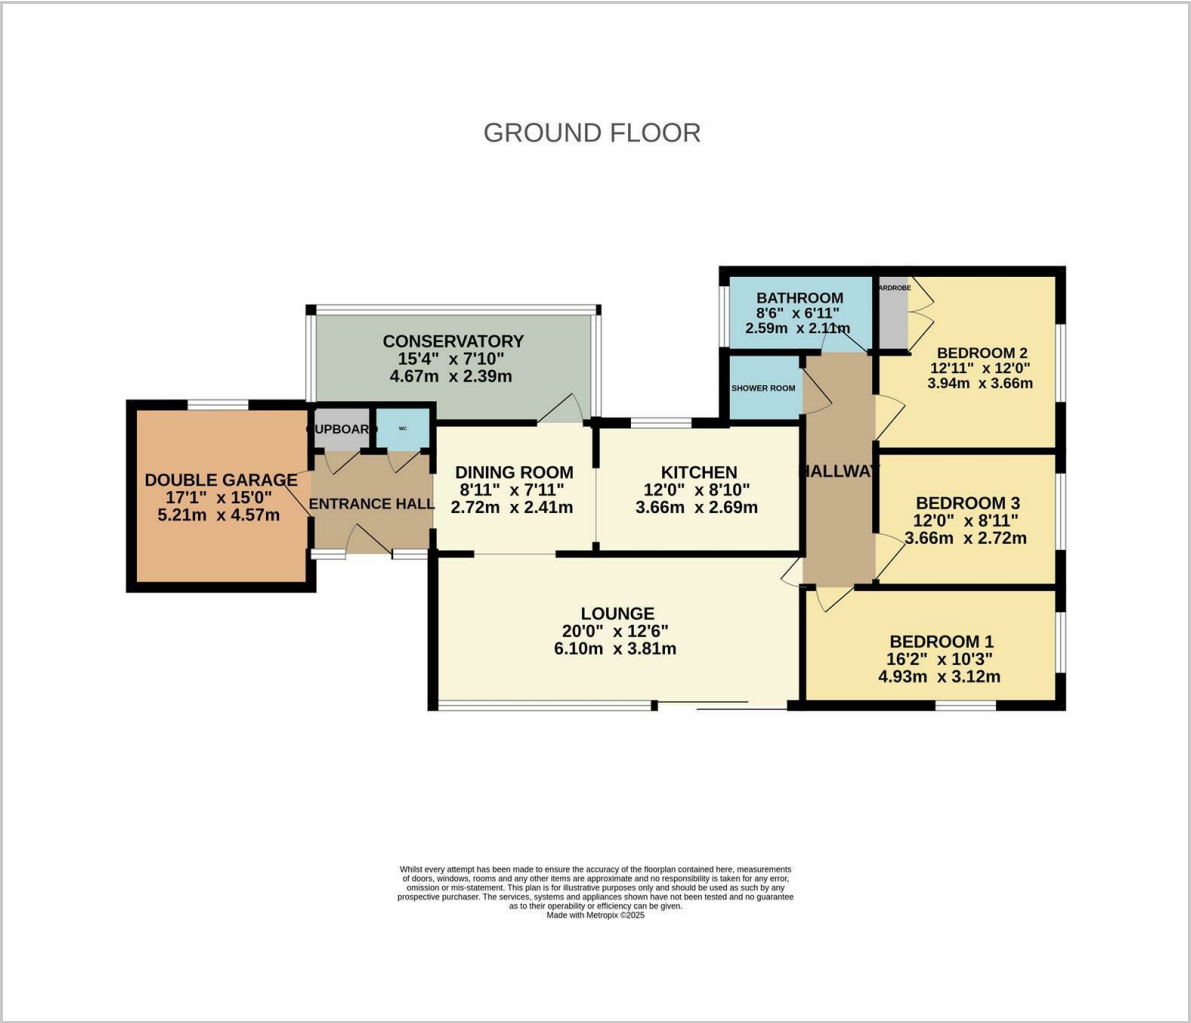 GROUND FLOOR
BATHROOM
8'6" x 6'11"
2.59m x 2.11m
ARDROBE
BEDROOM 2
12'11" x 12'0"
3.94m x 3.66m
CONSERVATORY
15'4" x 7'10"
4.67m x 2.39m
SHOWER ROOM
CUPBOARD
WC
DOUBLE GARAGE
17'1" x 15'0"
5.21m x 4.57m
ENTRANCE HALL
DINING ROOM
8'11" x 7'11"
2.72m x 2.41m
KITCHEN
12'0" x 8'10"
3.66m x 2.69m
HALLWAY
BEDROOM 3
12'0" x 8'11"
3.66m x 2.72m
LOUNGE
20'0" x 12'6"
6.10m x 3.81m
BEDROOM 1
16'2" x 10'3"
4.93m x 3.12m
Whilst every attempt has been made to ensure the accuracy of the floorplan contained here, measurements
of doors, windows, rooms and any other items are approximate and no responsibility is taken for any error,
omission or mis-statement. This plan is for illustrative purposes only and should be used as such by any
prospective purchaser. The services, systems and appliances shown have not been tested and no guarantee
as to their operability or efficiency can be given.
Made with Metropix ©2025